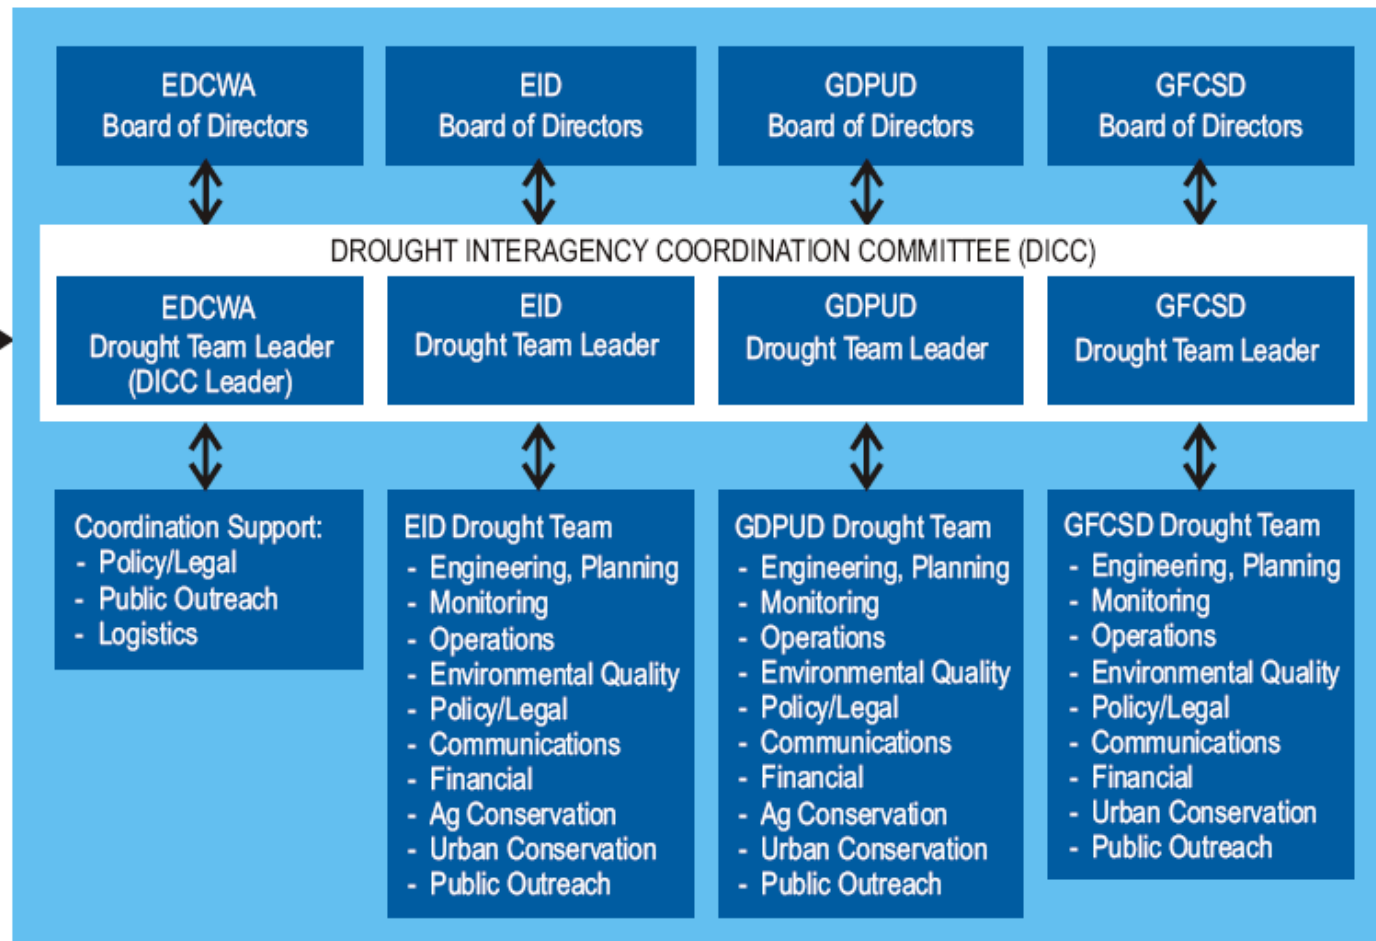 EDCWA
Board of Directors
EID
Board of Directors
GDPUD
Board of Directors
GFCSD
Board of Directors
DROUGHT INTERAGENCY COORDINATION COMMITTEE (DICC)
EDCWA
Drought Team Leader
(DICC Leader)
EID
Drought Team Leader
GDPUD
Drought Team Leader
GFCSD
Drought Team Leader
Coordination Support:
- Policy/Legal
- Public Outreach
- Logistics
EID Drought Team
- Engineering, Planning
- Monitoring
- Operations
- Environmental Quality
- Policy/Legal
- Communications
- Financial
- Ag Conservation
- Urban Conservation
- Public Outreach
GDPUD Drought Team
- Engineering, Planning
- Monitoring
- Operations
- Environmental Quality
- Policy/Legal
- Communications
- Financial
- Ag Conservation
- Urban Conservation
- Public Outreach
GFCSD Drought Team
- Engineering, Planning
- Monitoring
- Operations
- Environmental Quality
- Policy/Legal
- Communications
- Financial
- Urban Conservation
- Public Outreach